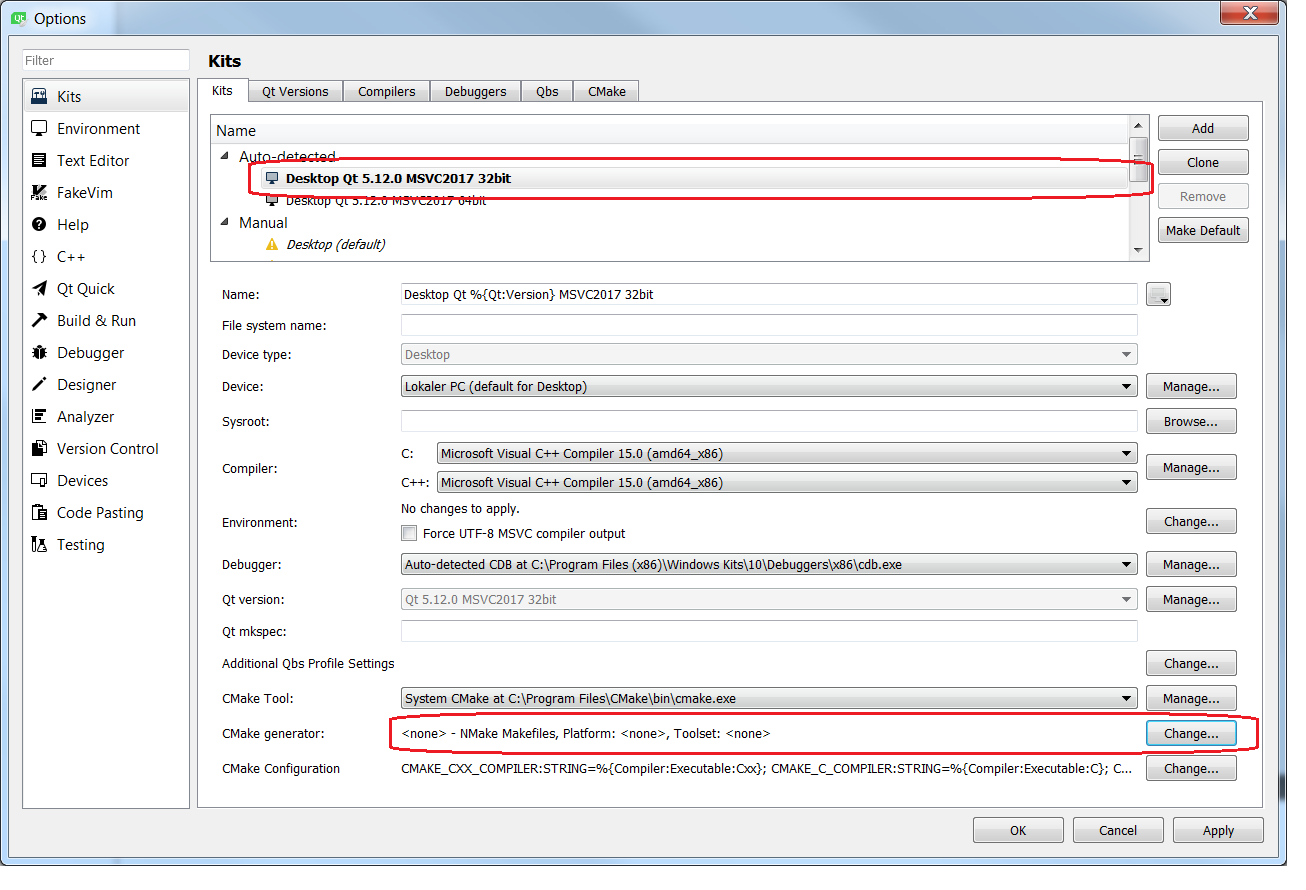 Options
Filter
Kits
Environment
Text Editor
FakeVim
Help
C++
Qt Quick
Build & Run
Debugger
Designer
Analyzer
Version Control
Devices
Code Pasting
Testing
Kits
Kits Qt Versions Compilers Debuggers Qbs CMake
Name
Auto-detected
Desktop Qt 5.12.0 MSVC2017 32bit
Desktop Qt 5.12.0 MSVC2017 64bit
Manual
Desktop (default)
Add
Clone
Remove
Make Default
Name: Desktop Qt %{Qt:Version} MSVC2017 32bit
File system name:
Device type: Desktop
Device: Lokaler PC (default for Desktop) Manage...
Sysroot: Browse...
Compiler: C: Microsoft Visual C++ Compiler 15.0 (amd64_x86)
C++: Microsoft Visual C++ Compiler 15.0 (amd64_x86) Manage...
Environment: No changes to apply. Change...
Force UTF-8 MSVC compiler output
Debugger: Auto-detected CDB at C:\Program Files (x86)\Windows Kits\10\Debuggers\x86\cdb.exe Manage...
Qt version: Qt 5.12.0 MSVC2017 32bit Manage...
Qt mkspec:
Additional Qbs Profile Settings Change...
CMake Tool: System CMake at C:\Program Files\CMake\bin\cmake.exe Manage...
CMake generator: <none> - NMake Makefiles, Platform: <none>, Toolset: <none> Change...
CMake Configuration CMAKE_CXX_COMPILER:STRING=%{Compiler:Executable:Cxx}; CMAKE_C_COMPILER:STRING=%{Compiler:Executable:C}; C... Change...
OK Cancel Apply